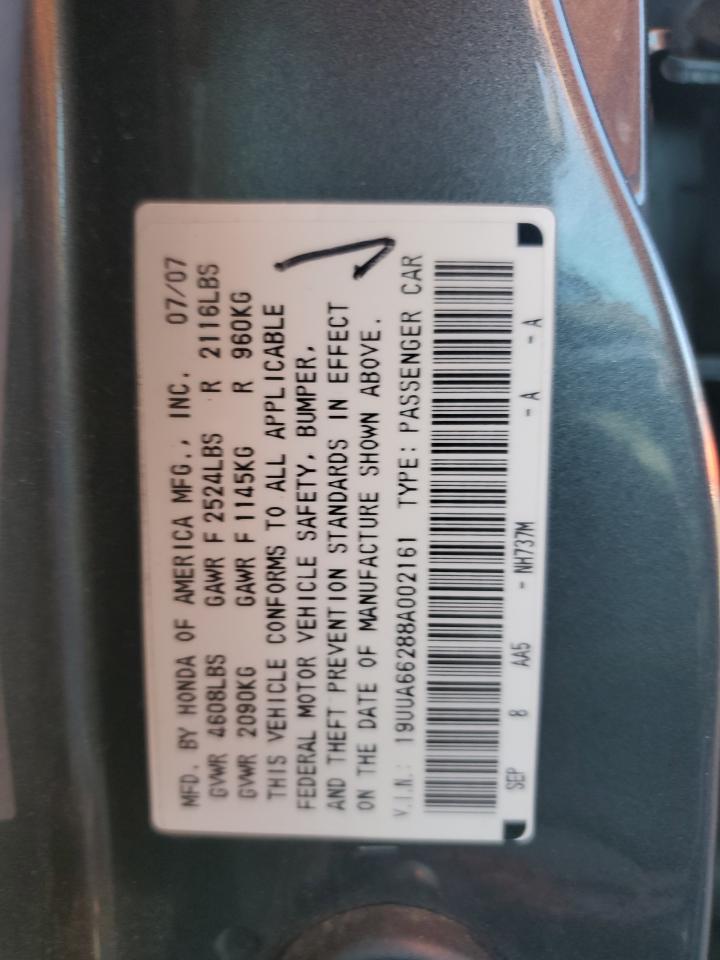 MFD. BY HONDA OF AMERICA MFG., INC. 07/07
GVWR 4608LBS GAWR F 2524LBS R 2116LBS
GVWR 2090KG GAWR F 1145KG R 960KG
THIS VEHICLE CONFORMS TO ALL APPLICABLE
FEDERAL MOTOR VEHICLE SAFETY, BUMPER,
AND THEFT PREVENTION STANDARDS IN EFFECT
ON THE DATE OF MANUFACTURE SHOWN ABOVE.
V.I.N.: 19UUA66288A002161 TYPE: PASSENGER CAR
SEP 8 AA5 - NH737M - A - A